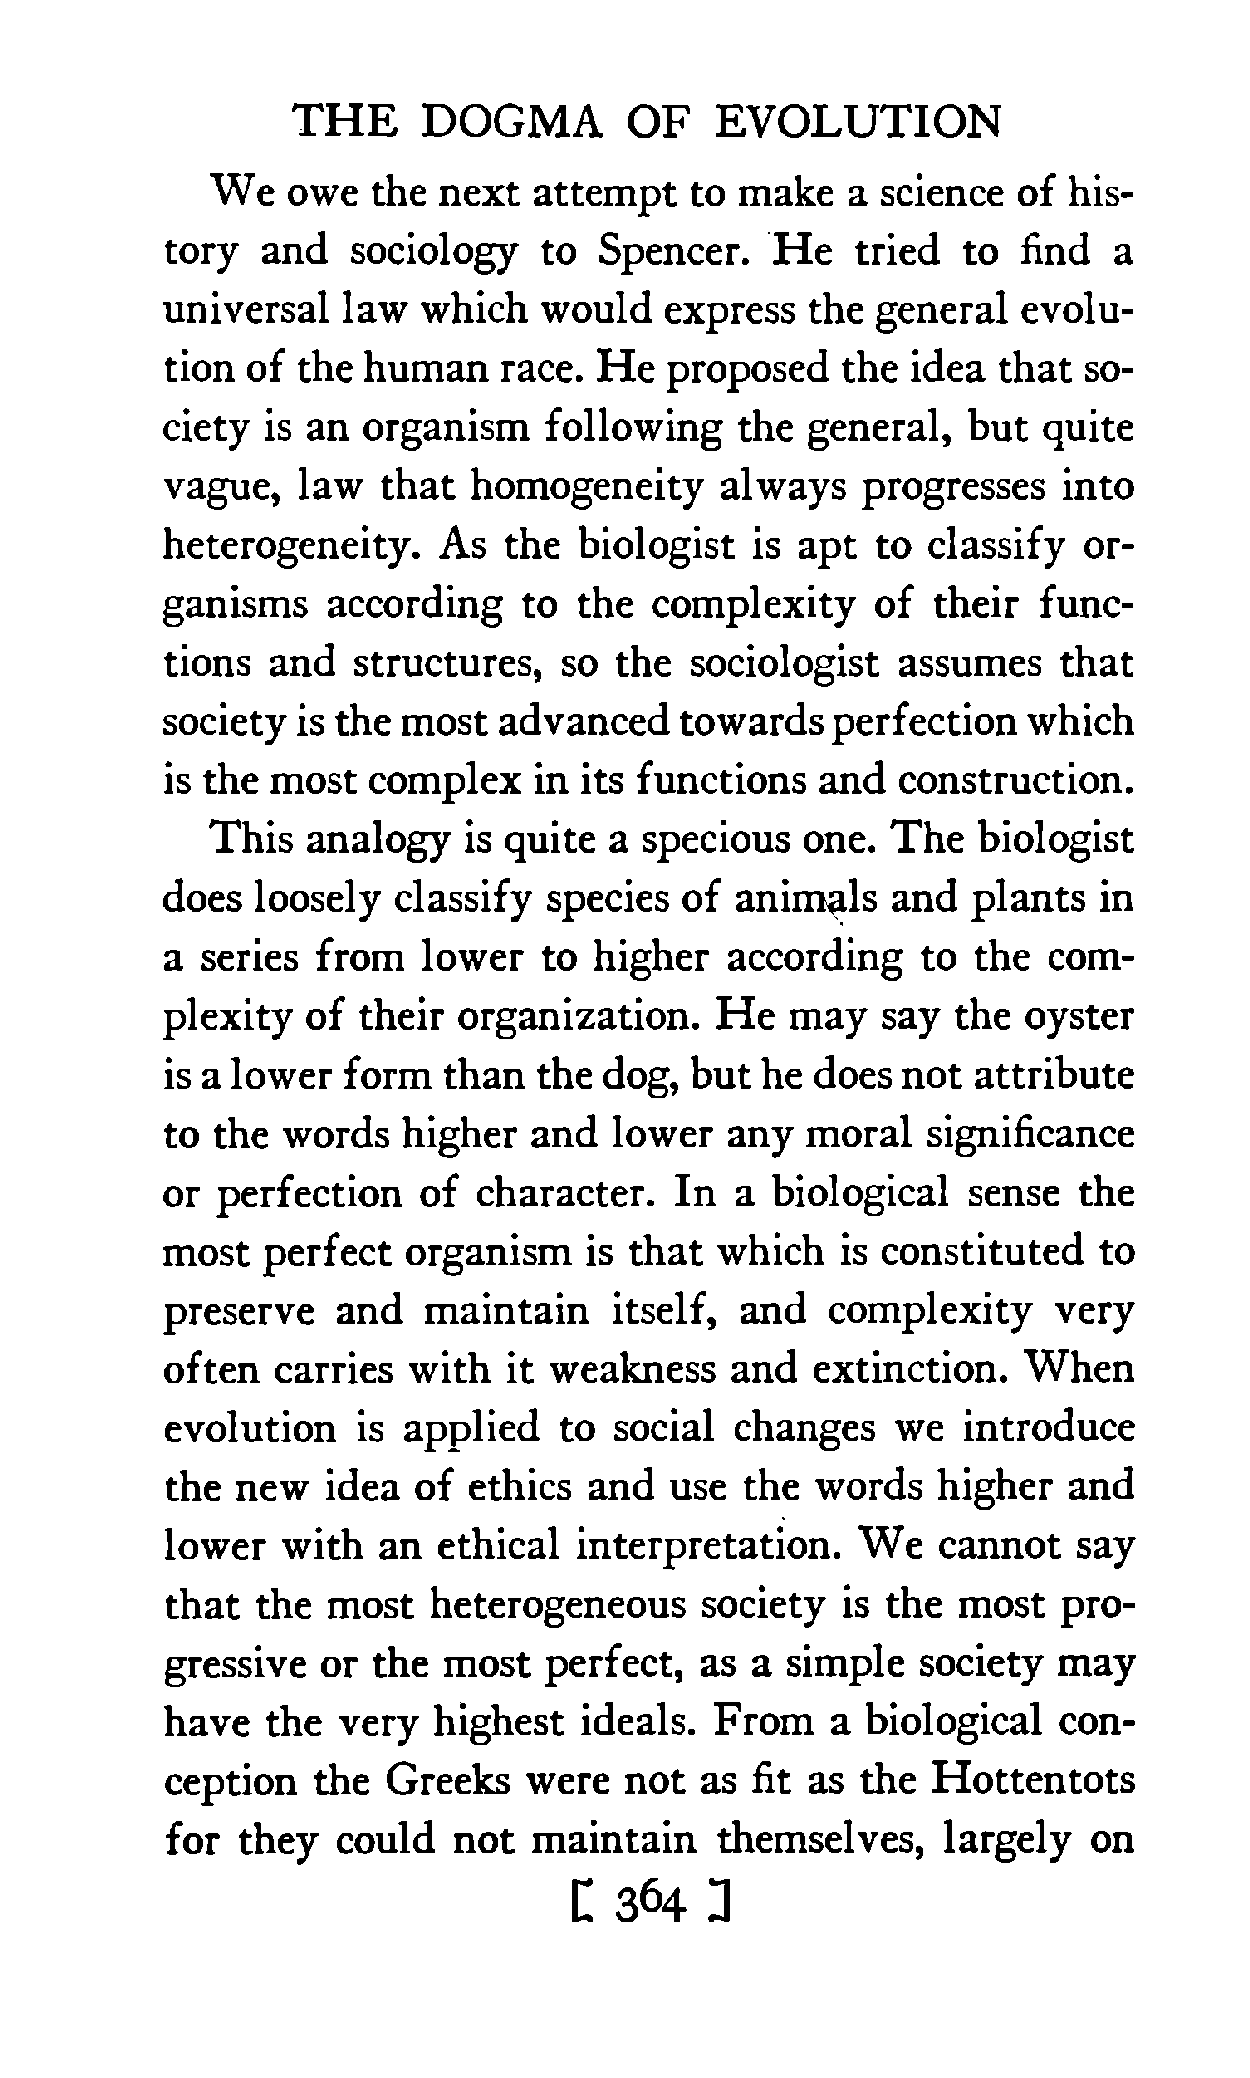 THE DOGMA OF EVOLUTION
We owe the next attempt to make a science of his-
tory and sociology to Spencer. He tried to find a
universal law which would express the general evolu-
tion of the human race. He proposed the idea that so-
ciety is an organism following the general, but quite
vague, law that homogeneity always progresses into
heterogeneity. As the biologist is apt to classify or-
ganisms according to the complexity of their func-
tions and structures, so the sociologist assumes that
society is the most advanced towards perfection which
is the most complex in its functions and construction.
This analogy is quite a specious one. The biologist
does loosely classify species of animals and plants in
a series from lower to higher according to the com-
plexity of their organization. He may say the oyster
is a lower form than the dog, but he does not attribute
to the words higher and lower any moral significance
or perfection of character. In a biological sense the
most perfect organism is that which is constituted to
preserve and maintain itself, and complexity very
often carries with it weakness and extinction. When
evolution is applied to social changes we introduce
the new idea of ethics and use the words higher and
lower with an ethical interpretation. We cannot say
that the most heterogeneous society is the most pro-
gressive or the most perfect, as a simple society may
have the very highest ideals. From a biological con-
ception the Greeks were not as fit as the Hottentots
for they could not maintain themselves, largely on
[ 364 ]